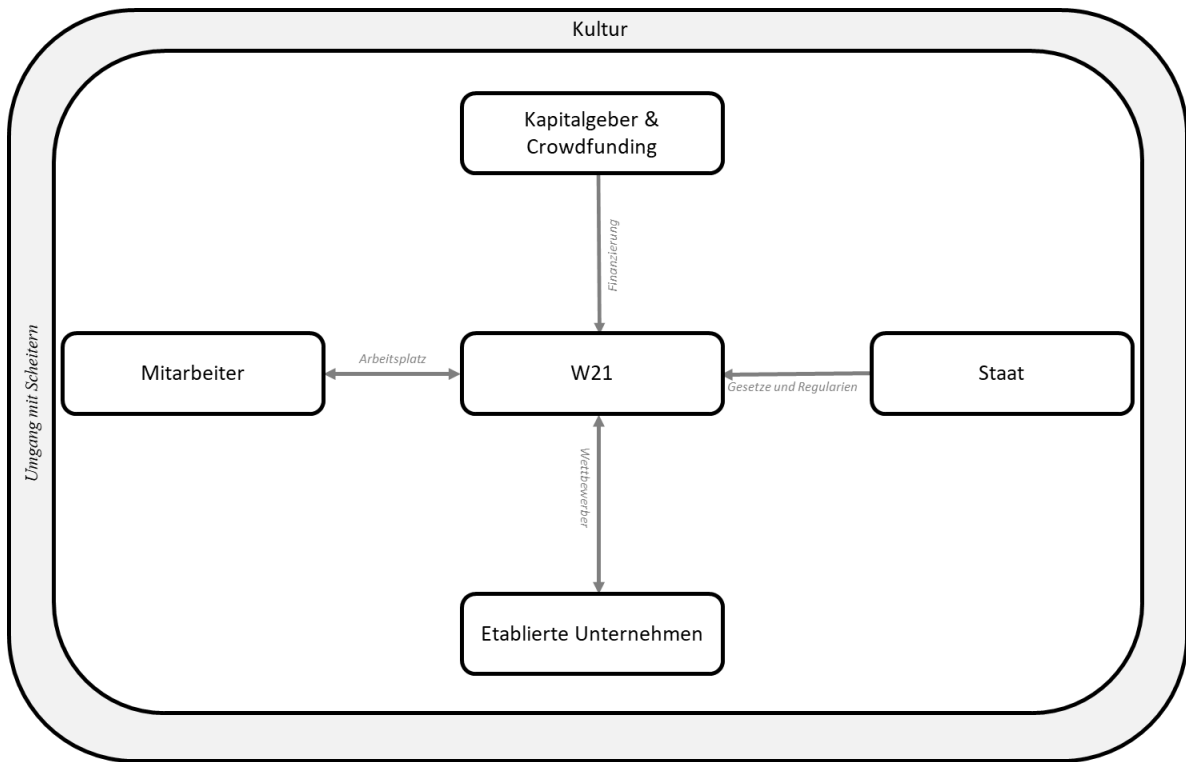 Kultur
Kapitalgeber &
Crowdfunding
Finanzierung
Umgang mit Scheitern
Mitarbeiter
Arbeitsplatz
W21
Gesetze und Regularien
Staat
Wettbewerber
Etablierte Unternehmen